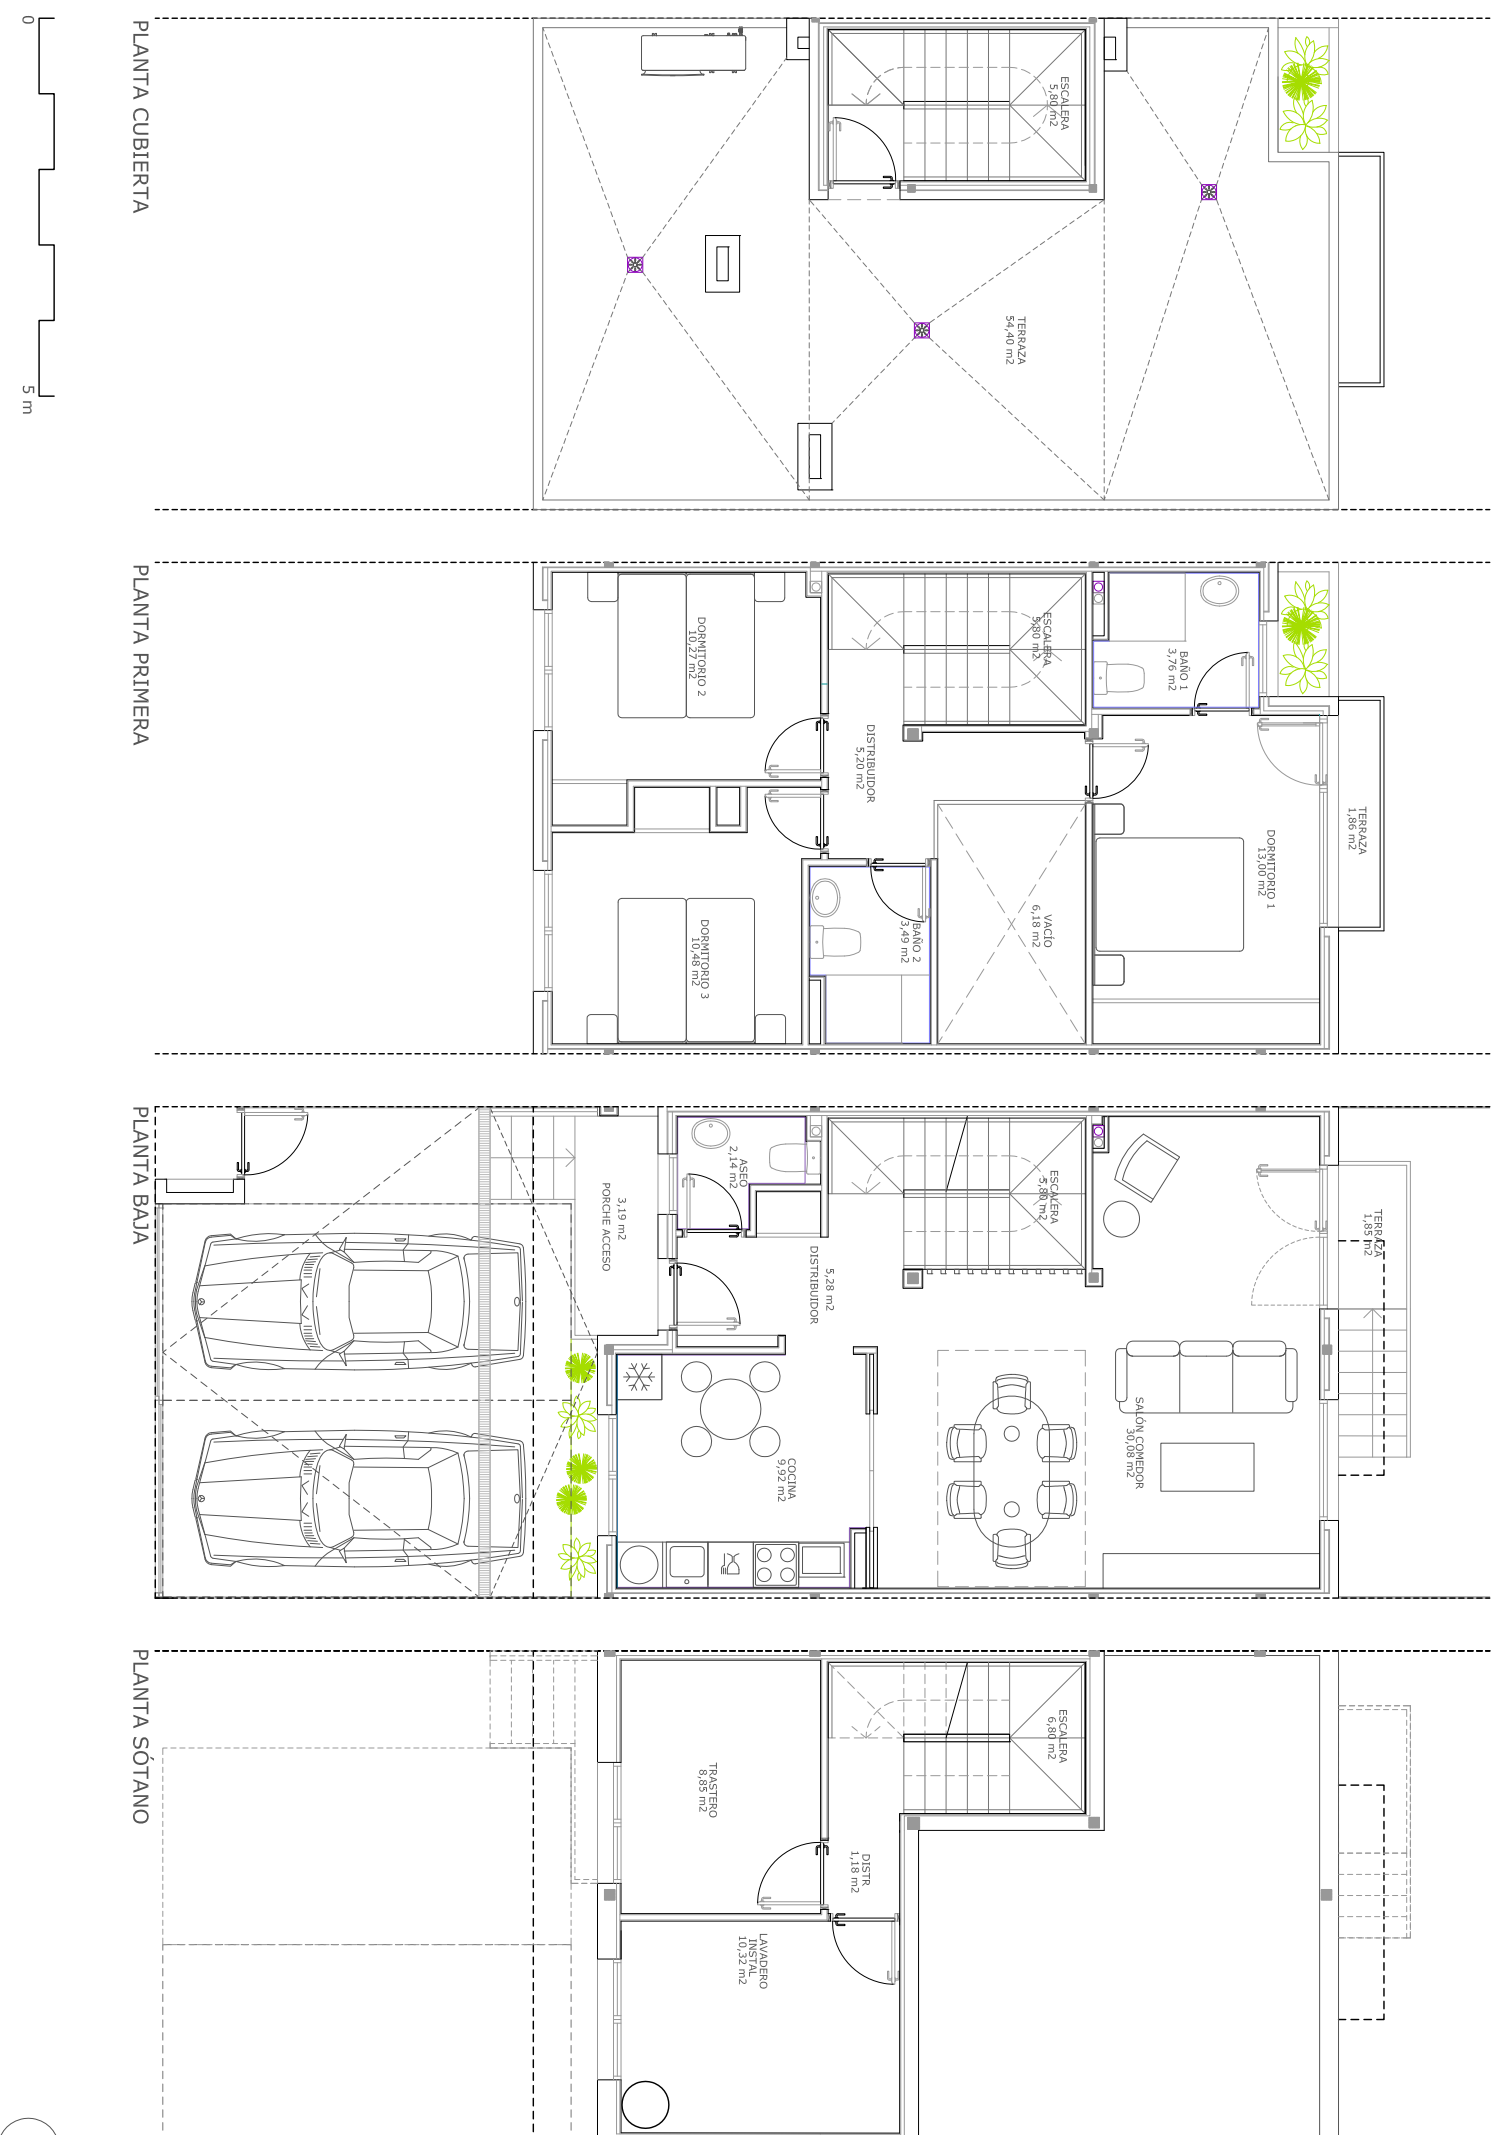 PLANTA CUBIERTA
0
5 m
ESCALERA
5,80 m2
TERRAZA
54,40 m2
PLANTA PRIMERA
DORMITORIO 2
10,27 m2
ESCALERA
5,80 m2
BAÑO 1
3,76 m2
DISTRIBUIDOR
5,20 m2
TERRAZA
1,86 m2
DORMITORIO 1
13,00 m2
VACÍO
6,18 m2
BAÑO 2
3,49 m2
DORMITORIO 3
10,48 m2
PLANTA BAJA
ASEO
2,14 m2
3,19 m2
PORCHE ACCESO
ESCALERA
5,80 m2
TERRAZA
1,85 m2
5,28 m2
DISTRIBUIDOR
SALÓN COMEDOR
30,08 m2
COCINA
9,92 m2
PLANTA SÓTANO
ESCALERA
6,80 m2
TRASTERO
8,85 m2
DISTR
1,18 m2
LAVADERO
INSTAL
10,32 m2